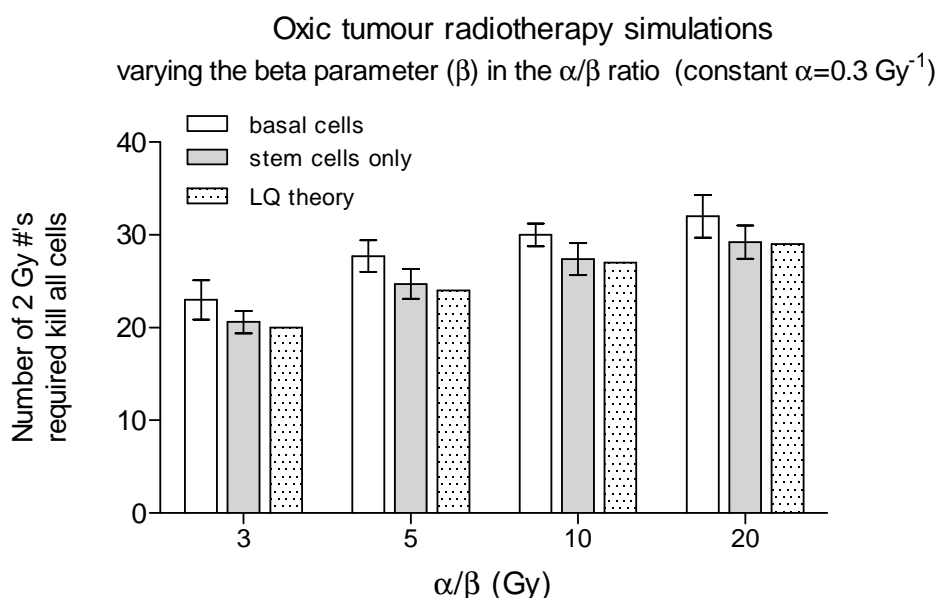 Oxic tumour radiotherapy simulations
varying the beta parameter (β) in the α/β ratio (constant α=0.3 Gy⁻¹)
basal cells
stem cells only
LQ theory
Number of 2 Gy #'s
required kill all cells
40
30
20
10
0
3 5 10 20
α/β (Gy)